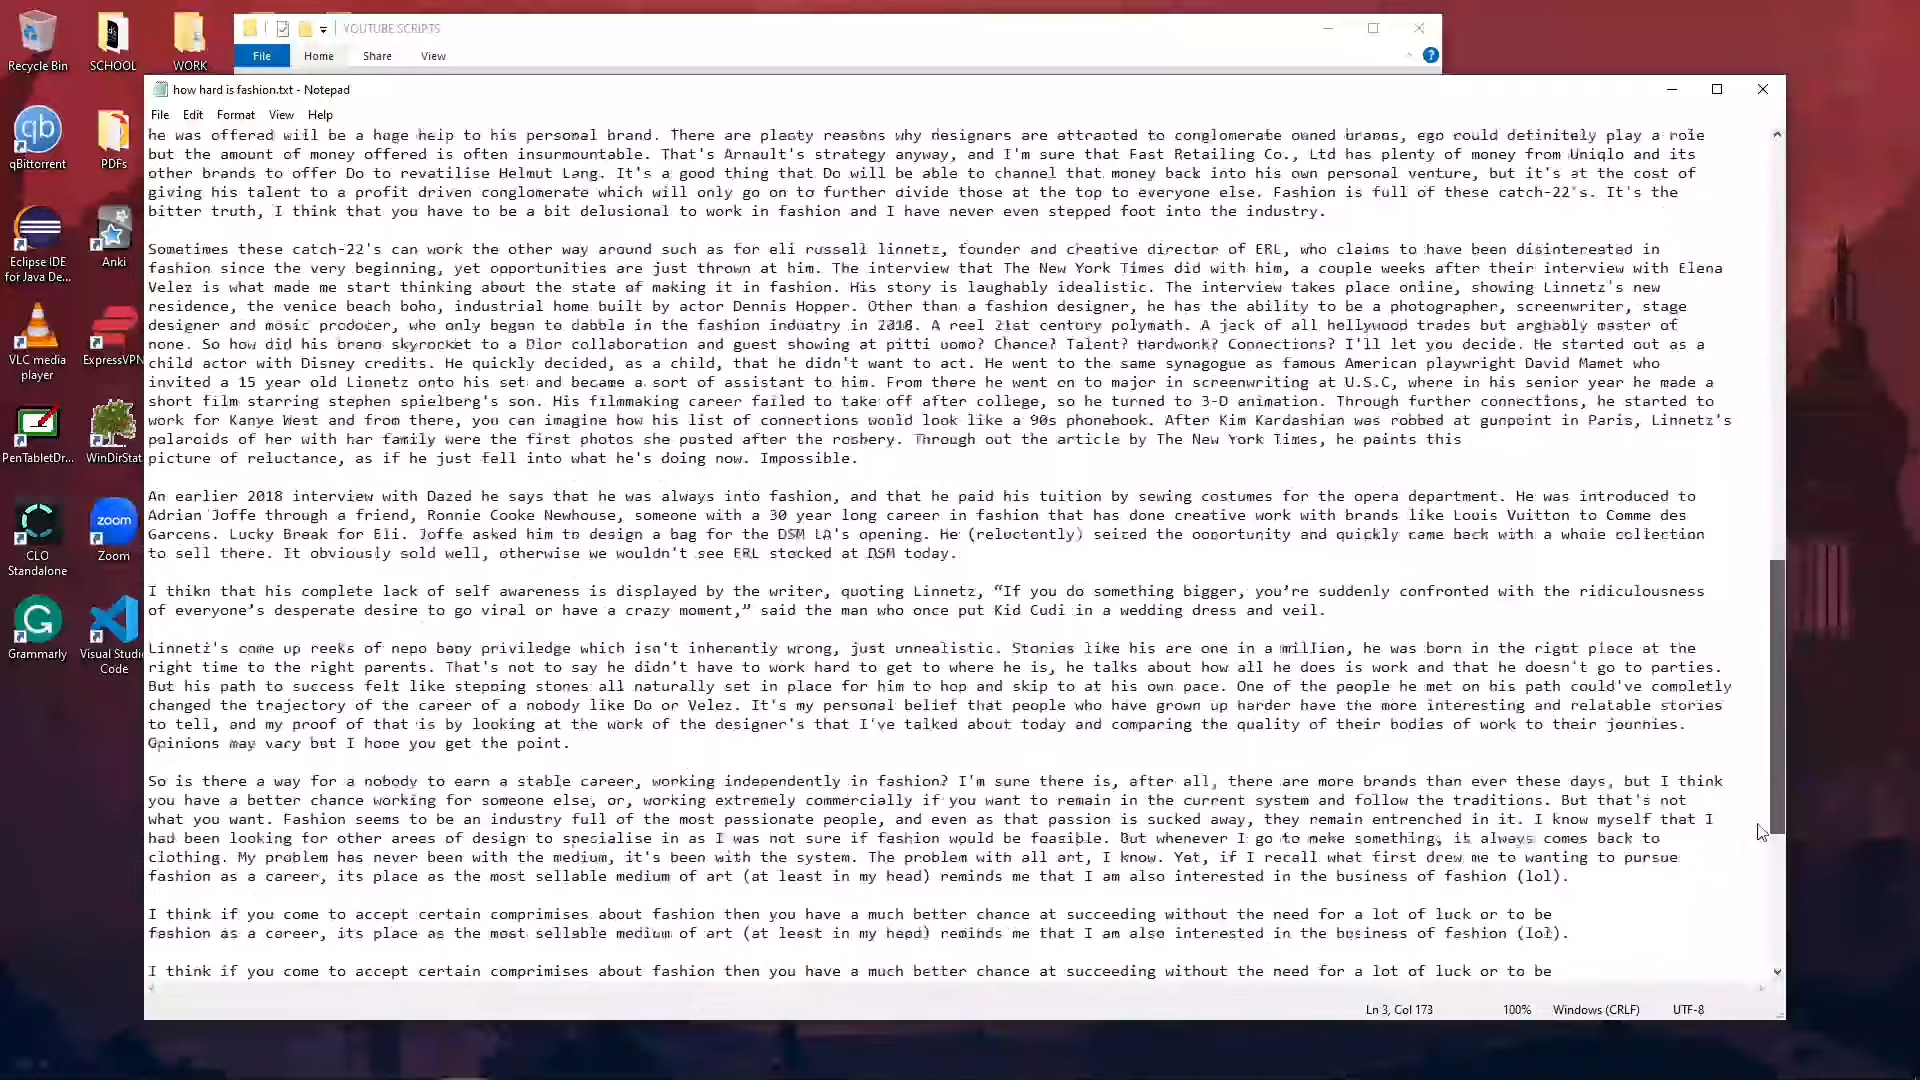 Recycle Bin
SCHOOL
WORK
qBittorrent
PDFs
Eclipse IDE
for Java De...
Anki
VLC media
player
ExpressVPN
PenTabletDr...
WinDirStat
CLO
Standalone
Zoom
zoom
Grammarly
Visual Studi
Code
YOUTUBE SCRIPTS
File Home Share View
how hard is fashion.txt - Notepad
File Edit Format View Help
he was offered will be a huge help to his personal brand. There are plenty reasons why designers are attracted to conglomerate owned brands, ego could definitely play a role
but the amount of money offered is often insurmountable. That's Arnault's strategy anyway, and I'm sure that Fast Retailing Co., Ltd has plenty of money from Uniqlo and its
other brands to offer Do to revatilise Helmut Lang. It's a good thing that Do will be able to channel that money back into his own personal venture, but it's at the cost of
giving his talent to a profit driven conglomerate which will only go on to further divide those at the top to everyone else. Fashion is full of these catch-22's. It's the
bitter truth, I think that you have to be a bit delusional to work in fashion and I have never even stepped foot into the industry.
Sometimes these catch-22's can work the other way around such as for eli russell linnetz, founder and creative director of ERL, who claims to have been disinterested in
fashion since the very beginning, yet opportunities are just thrown at him. The interview that The New York Times did with him, a couple weeks after their interview with Elena
Velez is what made me start thinking about the state of making it in fashion. His story is laughably idealistic. The interview takes place online, showing Linnetz's new
residence, the venice beach boho, industrial home built by actor Dennis Hopper. Other than a fashion designer, he has the ability to be a photographer, screenwriter, stage
designer and music producer, who only began to dabble in the fashion industry in 2018. A reel 21st century polymath. A jack of all hollywood trades but arghably master of
none. So how did his brand skyrocket to a Dior collaboration and guest showing at pitti uomo? Chance? Talent? Hardwork? Connections? I'll let you decide. He started out as a
child actor with Disney credits. He quickly decided, as a child, that he didn't want to act. He went to the same synagogue as famous American playwright David Mamet who
invited a 15 year old Linnetz onto his set and became a sort of assistant to him. From there he went on to major in screenwriting at U.S.C, where in his senior year he made a
short film starring stephen spielberg's son. His filmmaking career failed to take off after college, so he turned to 3-D animation. Through further connections, he started to
work for Kanye West and from there, you can imagine how his list of connections would look like a 90s phonebook. After Kim Kardashian was robbed at gunpoint in Paris, Linnetz's
polaroids of her with her family were the first photos she posted after the robbery. Through out the article by The New York Times, he paints this
picture of reluctance, as if he just fell into what he's doing now. Impossible.
An earlier 2018 interview with Dazed he says that he was always into fashion, and that he paid his tuition by sewing costumes for the opera department. He was introduced to
Adrian Joffe through a friend, Ronnie Cooke Newhouse, someone with a 30 year long career in fashion that has done creative work with brands like Louis Vuitton to Comme des
Garcons. Lucky Break for Eli. Joffe asked him to design a bag for the DSM LA's opening. He (reluctently) seized the opportunity and quickly came back with a whole collection
to sell there. It obviously sold well, otherwise we wouldn't see ERL stocked at DSM today.
I thikn that his complete lack of self awareness is displayed by the writer, quoting Linnetz, “If you do something bigger, you’re suddenly confronted with the ridiculousness
of everyone’s desperate desire to go viral or have a crazy moment,” said the man who once put Kid Cudi in a wedding dress and veil.
Linnetz's come up reeks of nepo baby priviledge which isn't inherently wrong, just unrealistic. Stories like his are one in a million, he was born in the right place at the
right time to the right parents. That's not to say he didn't have to work hard to get to where he is, he talks about how all he does is work and that he doesn't go to parties.
But his path to success felt like stepping stones all naturally set in place for him to hop and skip to at his own pace. One of the people he met on his path could've completly
changed the trajectory of the career of a nobody like Do or Velez. It's my personal belief that people who have grown up harder have the more interesting and relatable stories
to tell, and my proof of that is by looking at the work of the designer's that I've talked about today and comparing the quality of their bodies of work to their journies.
Opinions may vary but I hope you get the point.
So is there a way for a nobody to earn a stable career, working independently in fashion? I'm sure there is, after all, there are more brands than ever these days, but I think
you have a better chance working for someone else, or, working extremely commercially if you want to remain in the current system and follow the traditions. But that's not
what you want. Fashion seems to be an industry full of the most passionate people, and even as that passion is sucked away, they remain entrenched in it. I know myself that I
had been looking for other areas of design to specialise in as I was not sure if fashion would be feasible. But whenever I go to make something, is always comes back to
clothing. My problem has never been with the medium, it's been with the system. The problem with all art, I know. Yet, if I recall what first drew me to wanting to pursue
fashion as a career, its place as the most sellable medium of art (at least in my head) reminds me that I am also interested in the business of fashion (lol).
I think if you come to accept certain comprimises about fashion then you have a much better chance at succeeding without the need for a lot of luck or to be
fashion as a career, its place as the most sellable medium of art (at least in my head) reminds me that I am also interested in the business of fashion (lol).
I think if you come to accept certain comprimises about fashion then you have a much better chance at succeeding without the need for a lot of luck or to be
Ln 3, Col 173 100% Windows (CRLF) UTF-8